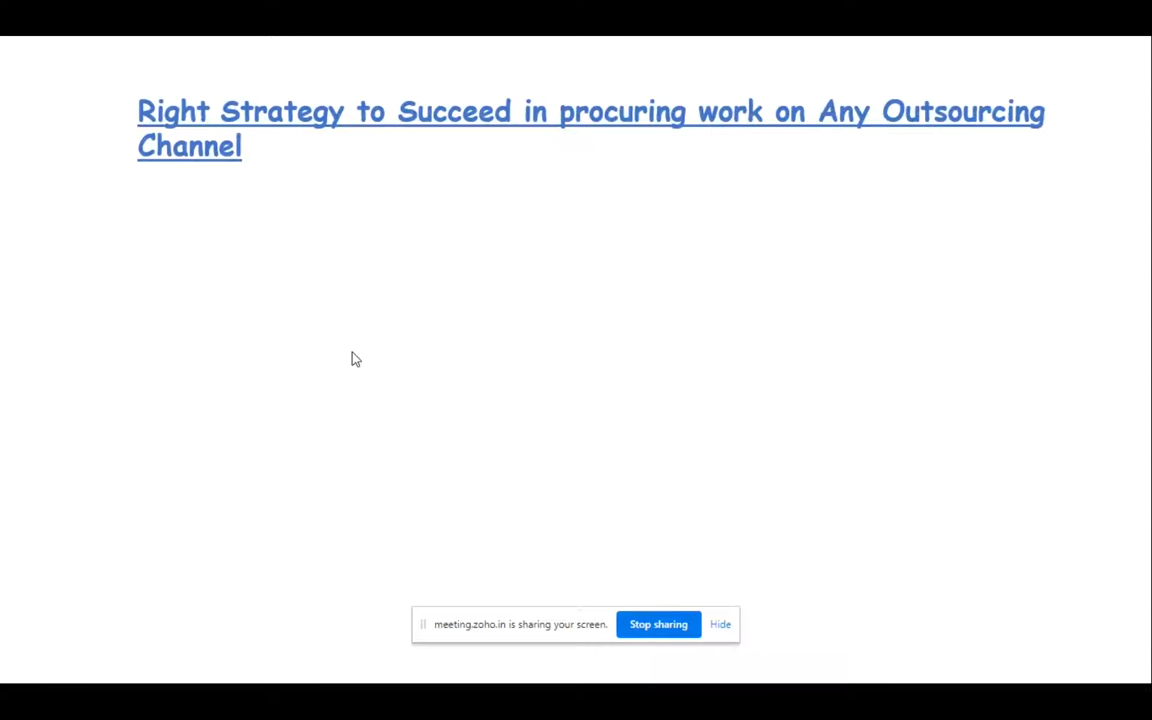 Right Strategy to Succeed in procuring work on Any Outsourcing
Channel
meeting.zoho.in is sharing your screen. Stop sharing Hide